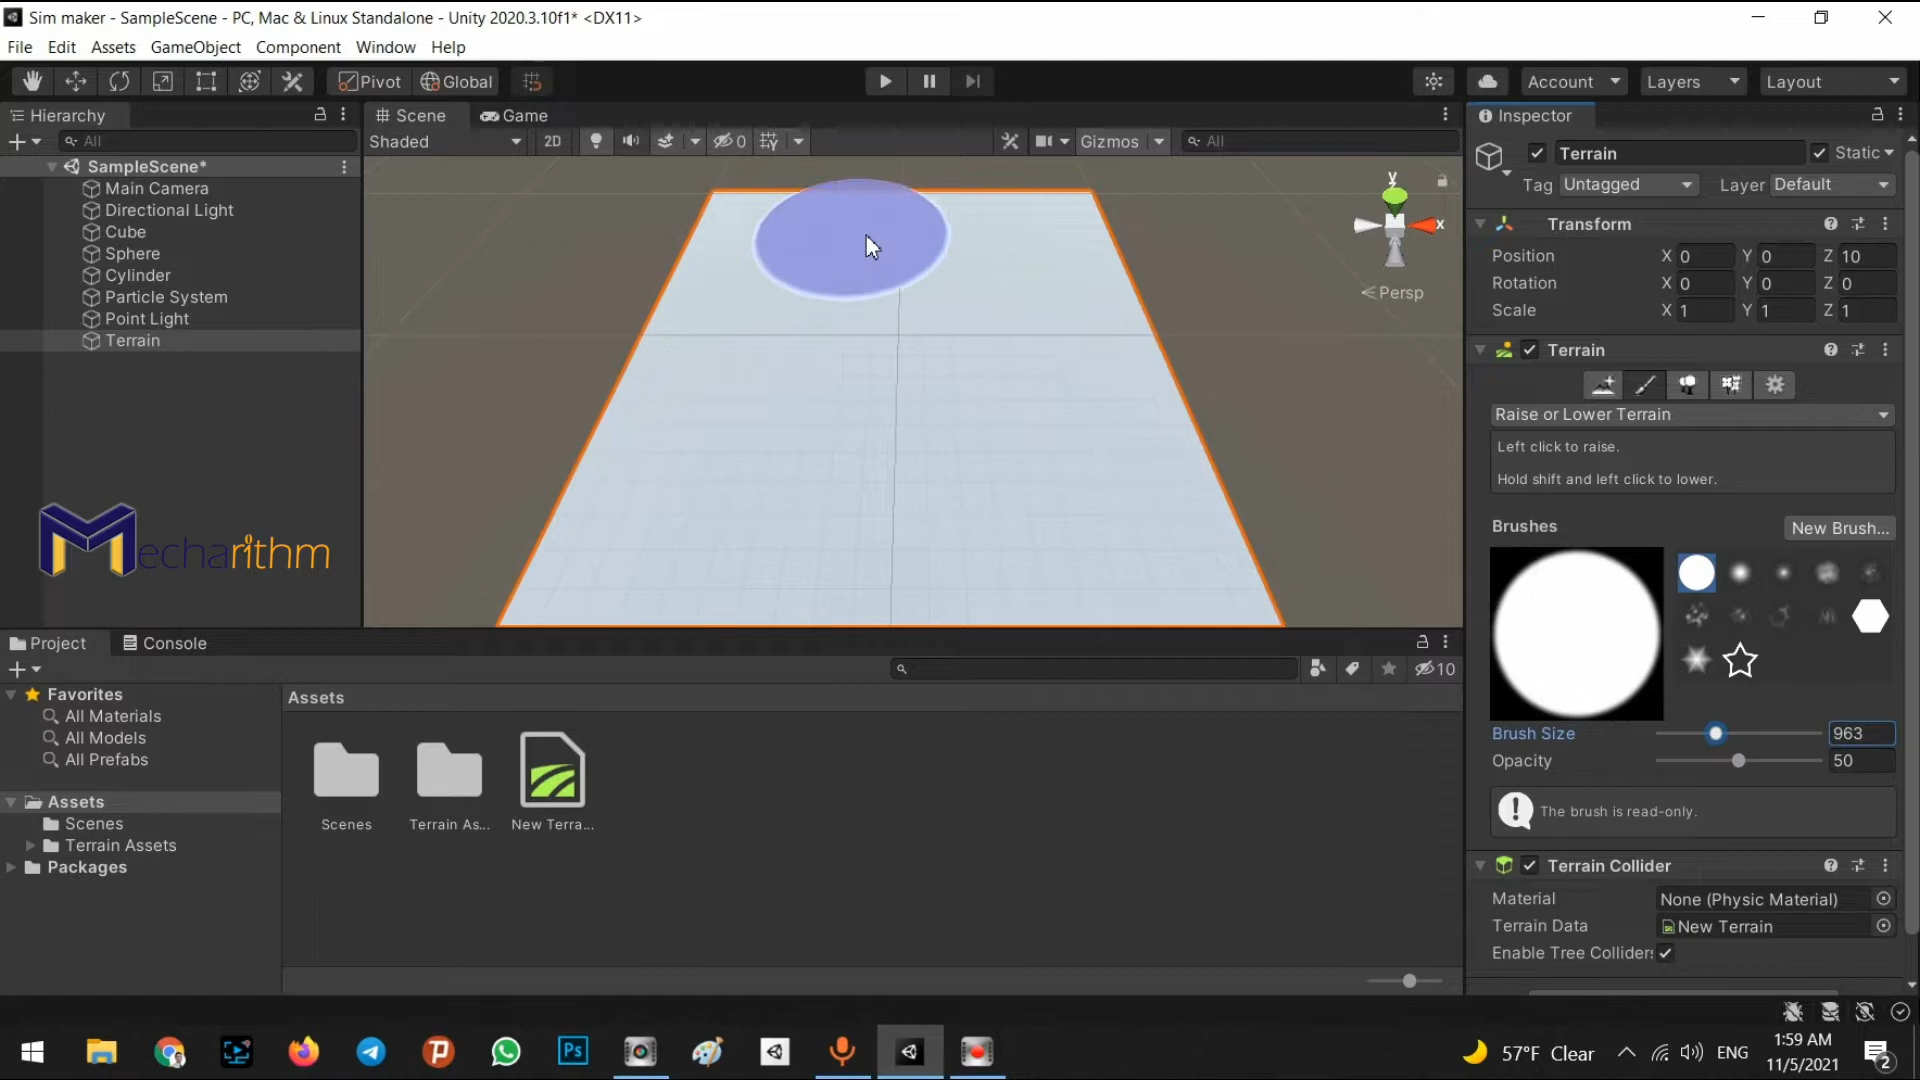 Sim maker - SampleScene - PC, Mac & Linux Standalone - Unity 2020.3.10f1* <DX11>
File Edit Assets GameObject Component Window Help
Pivot Global Account Layers Layout
Hierarchy
All
SampleScene*
Main Camera
Directional Light
Cube
Sphere
Cylinder
Particle System
Point Light
Terrain
Mecharithm
Scene Game
Shaded 2D 0 Gizmos All
y
x
Persp
Inspector
Terrain Static
Tag Untagged Layer Default
Transform
Position X 0 Y 0 Z 10
Rotation X 0 Y 0 Z 0
Scale X 1 Y 1 Z 1
Terrain
Raise or Lower Terrain
Left click to raise.
Hold shift and left click to lower.
Brushes New Brush...
Brush Size 963
Opacity 50
The brush is read-only.
Terrain Collider
Material None (Physic Material)
Terrain Data New Terrain
Enable Tree Colliders
Project Console
10
Favorites
All Materials
All Models
All Prefabs
Assets
Scenes
Terrain Assets
Packages
Assets
Scenes Terrain As... New Terra...
Ps
57°F Clear ENG
1:59 AM
11/5/2021
2